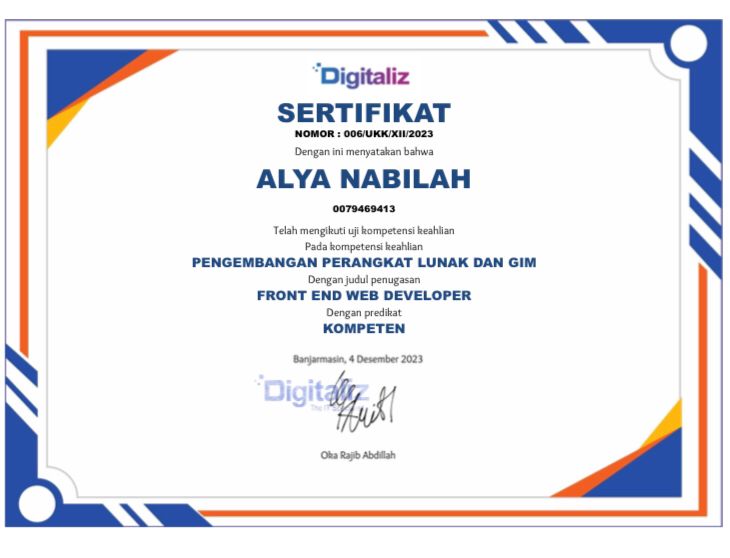 Digitaliz
SERTIFIKAT
NOMOR : 006/UKK/XII/2023
Dengan ini menyatakan bahwa
ALYA NABILAH
0079469413
Telah mengikuti uji kompetensi keahlian
Pada kompetensi keahlian
PENGEMBANGAN PERANGKAT LUNAK DAN GIM
Dengan judul penugasan
FRONT END WEB DEVELOPER
Dengan predikat
KOMPETEN
Banjarmasin, 4 Desember 2023
Digitaliz
The IT
Oka Rajib Abdillah